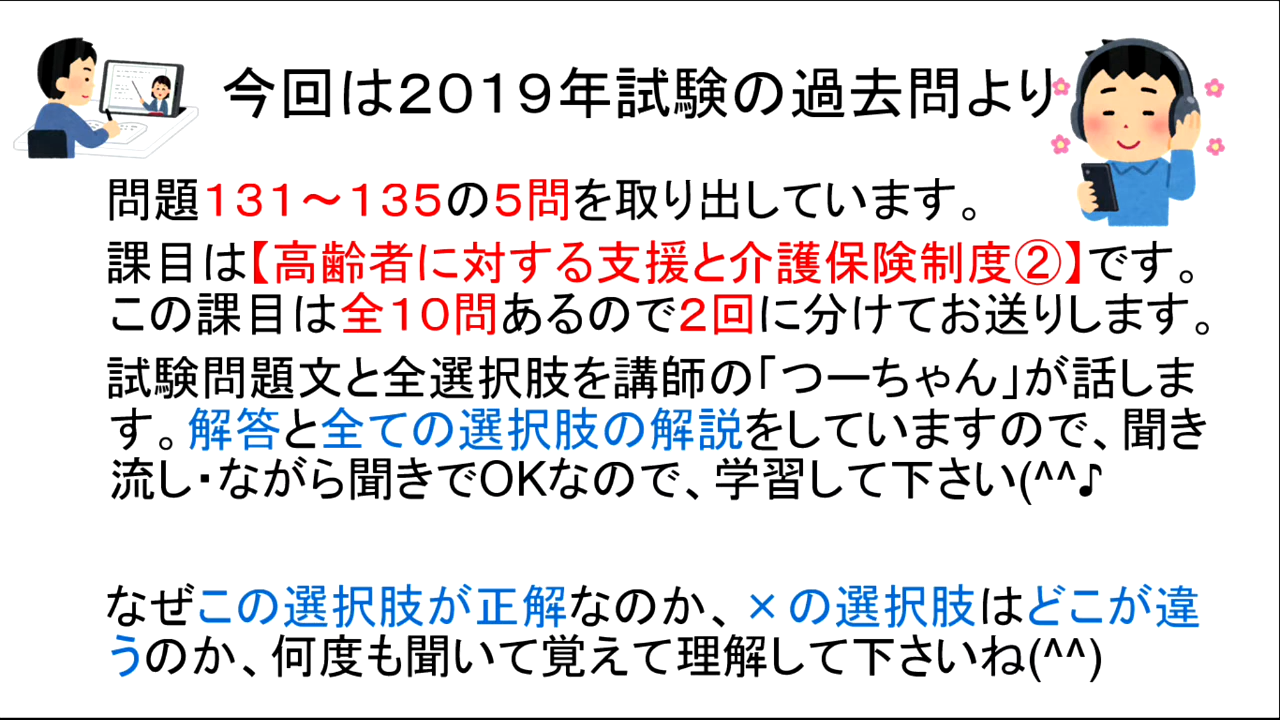 今回は２０１９年試験の過去問より
問題１３１～１３５の５問を取り出しています。
課目は【高齢者に対する支援と介護保険制度②】です。
この課目は全１０問あるので２回に分けてお送りします。
試験問題文と全選択肢を講師の「つーちゃん」が話しま
す。解答と全ての選択肢の解説をしていますので、聞き
流し・ながら聞きでOKなので、学習して下さい(^^♪
なぜこの選択肢が正解なのか、×の選択肢はどこが違
うのか、何度も聞いて覚えて理解して下さいね(^^)